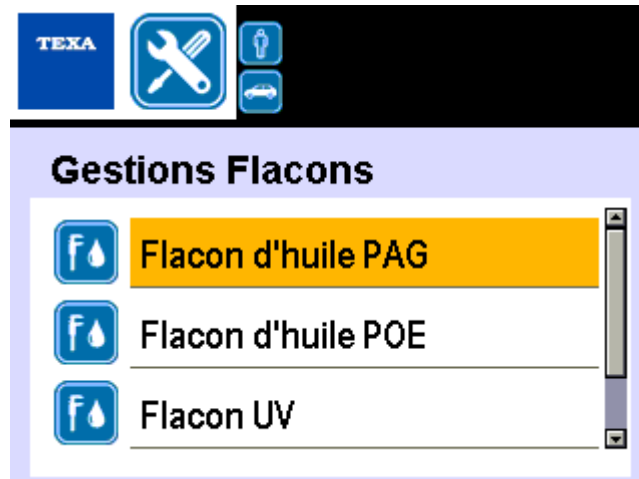 TEXA
Gestions Flacons
Flacon d'huile PAG
Flacon d'huile POE
Flacon UV